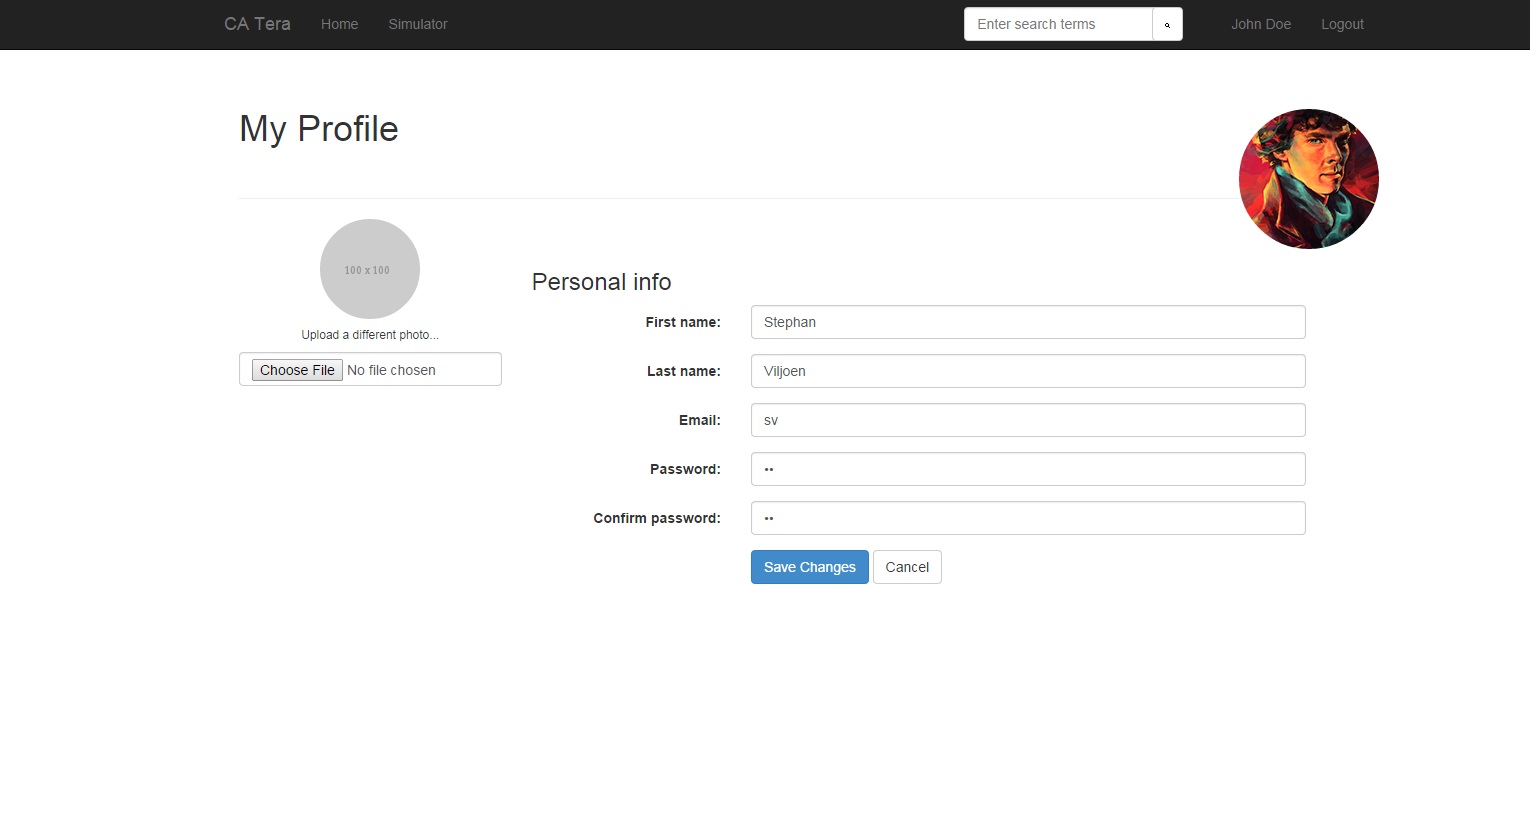 CA Tera Home Simulator Enter search terms John Doe Logout
My Profile
100 x 100
Upload a different photo...
Choose File No file chosen
Personal info
First name: Stephan
Last name: Viljoen
Email: sv
Password: ••
Confirm password: ••
Save Changes Cancel